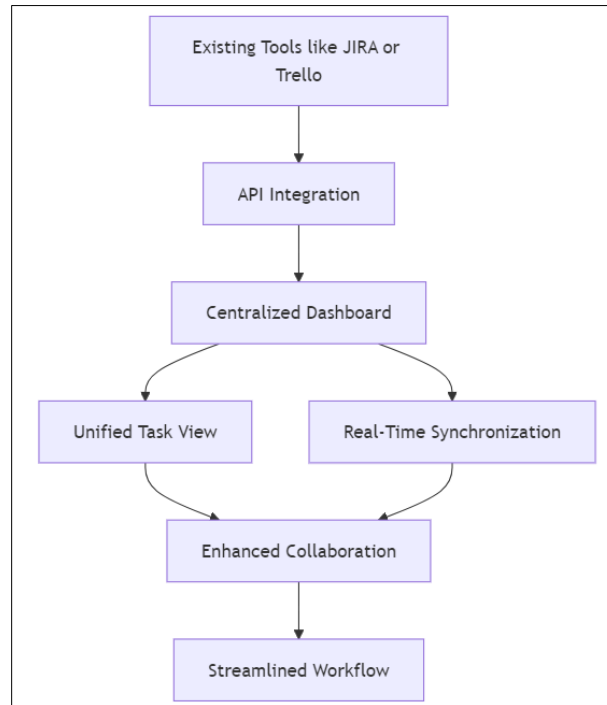 Existing Tools like JIRA or
Trello
API Integration
Centralized Dashboard
Unified Task View
Real-Time Synchronization
Enhanced Collaboration
Streamlined Workflow